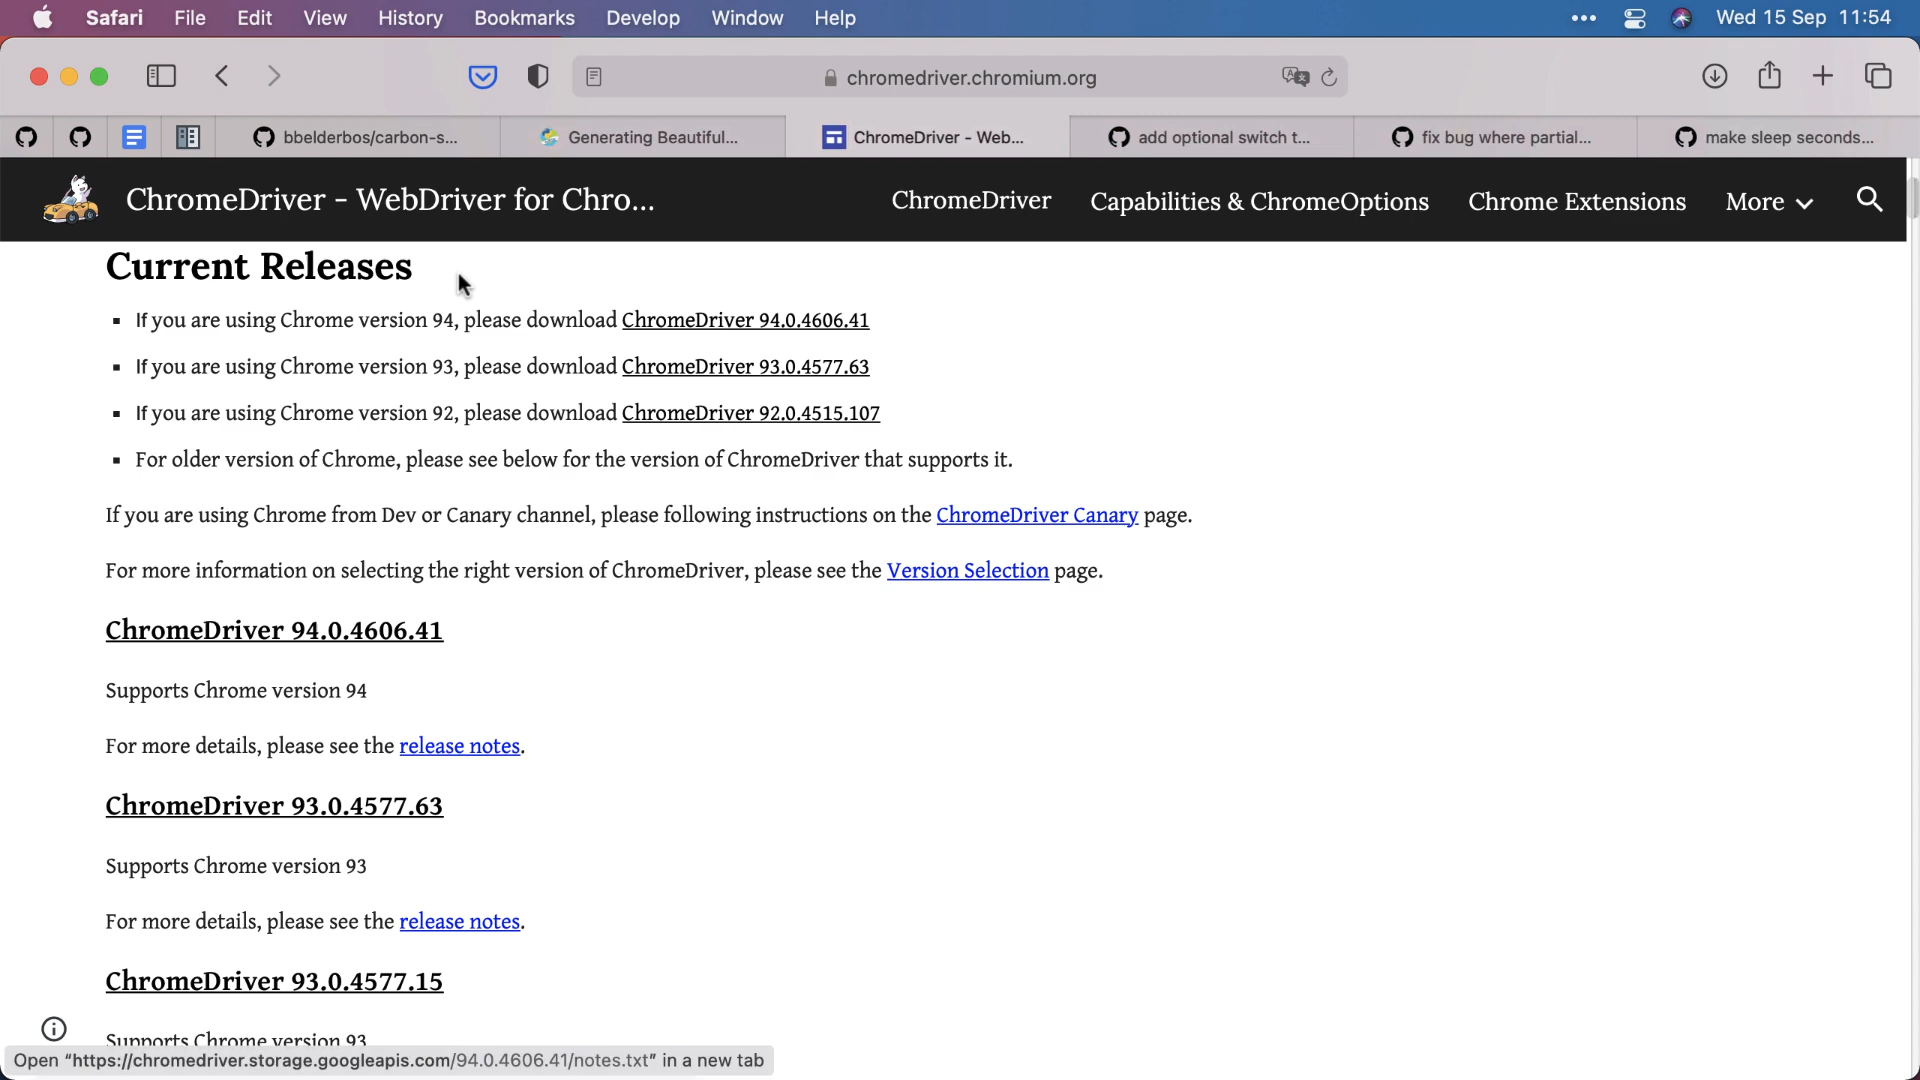 Safari File Edit View History Bookmarks Develop Window Help Wed 15 Sep 11:54
chromedriver.chromium.org
bbelderbos/carbon-s... Generating Beautiful... ChromeDriver - Web... add optional switch t... fix bug where partial... make sleep seconds...
ChromeDriver - WebDriver for Chro... ChromeDriver Capabilities & ChromeOptions Chrome Extensions More
Current Releases
▪ If you are using Chrome version 94, please download ChromeDriver 94.0.4606.41
▪ If you are using Chrome version 93, please download ChromeDriver 93.0.4577.63
▪ If you are using Chrome version 92, please download ChromeDriver 92.0.4515.107
▪ For older version of Chrome, please see below for the version of ChromeDriver that supports it.
If you are using Chrome from Dev or Canary channel, please following instructions on the ChromeDriver Canary page.
For more information on selecting the right version of ChromeDriver, please see the Version Selection page.
ChromeDriver 94.0.4606.41
Supports Chrome version 94
For more details, please see the release notes.
ChromeDriver 93.0.4577.63
Supports Chrome version 93
For more details, please see the release notes.
ChromeDriver 93.0.4577.15
Supports Chrome version 93
Open “https://chromedriver.storage.googleapis.com/94.0.4606.41/notes.txt” in a new tab